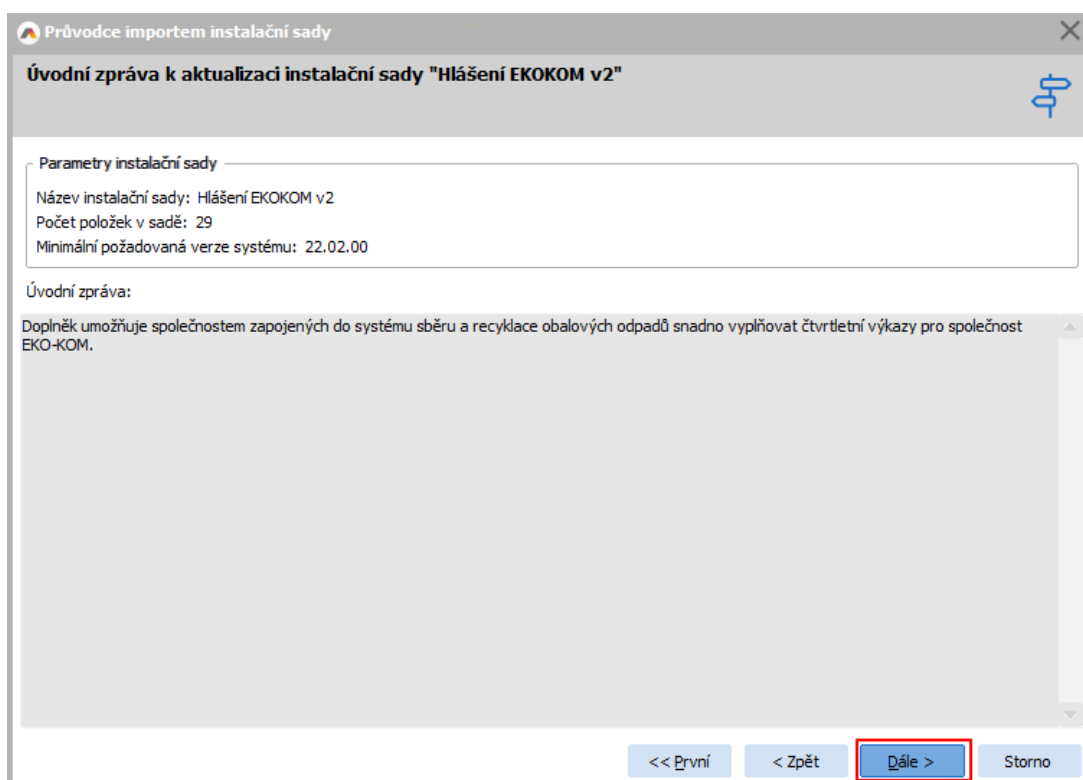 Průvodce importem instalační sady
Úvodní zpráva k aktualizaci instalační sady "Hlášení EKOKOM v2"
Parametry instalační sady
Název instalační sady: Hlášení EKOKOM v2
Počet položek v sadě: 29
Minimální požadovaná verze systému: 22.02.00
Úvodní zpráva:
Doplněk umožňuje společnostem zapojených do systému sběru a recyklace obalových odpadů snadno vyplňovat čtvrtletní výkazy pro společnost
EKO-KOM.
<< První < Zpět Dále > Storno